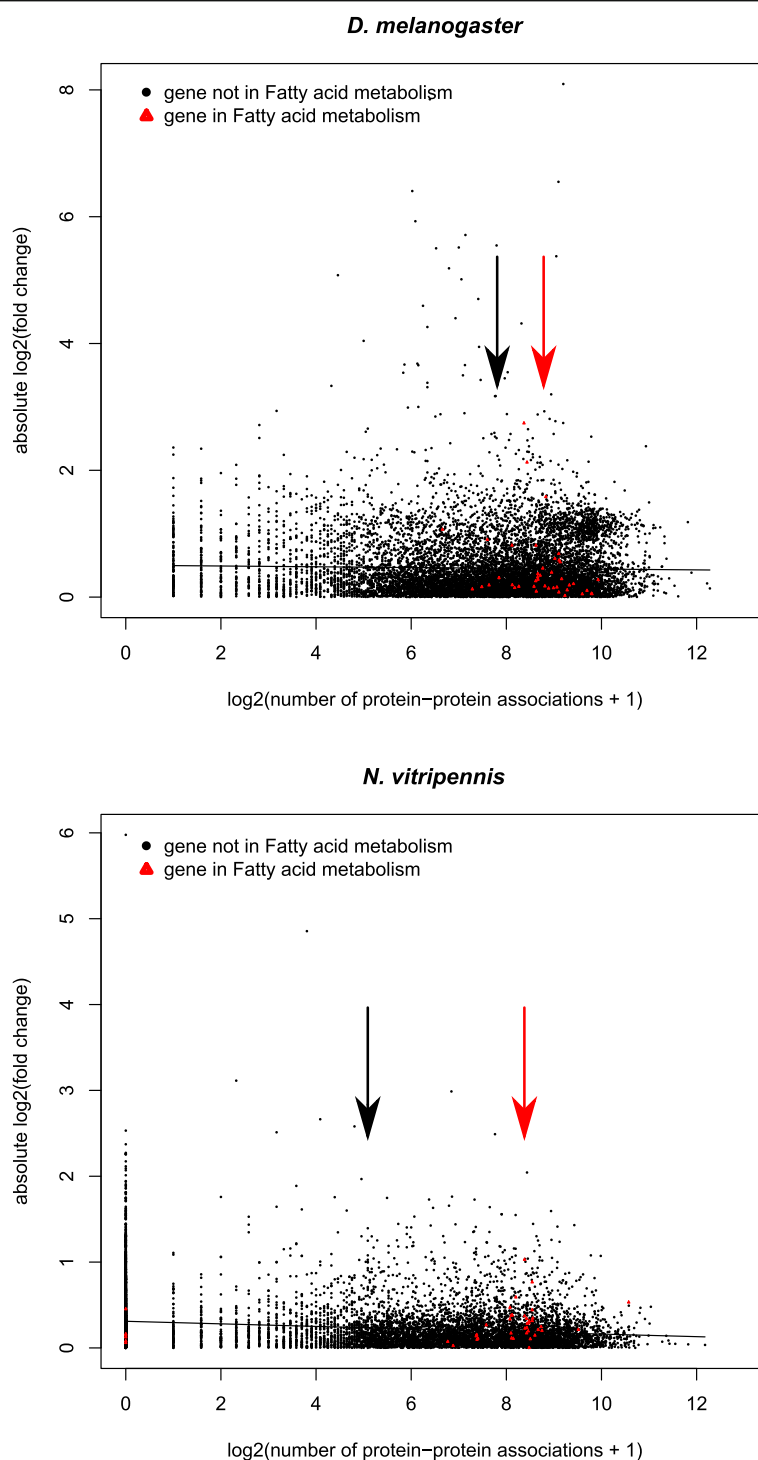 D. melanogaster
gene not in Fatty acid metabolism
gene in Fatty acid metabolism
absolute log2(fold change)
8
6
4
2
0
0 2 4 6 8 10 12
log2(number of protein−protein associations + 1)
N. vitripennis
gene not in Fatty acid metabolism
gene in Fatty acid metabolism
absolute log2(fold change)
6
5
4
3
2
1
0
0 2 4 6 8 10 12
log2(number of protein−protein associations + 1)